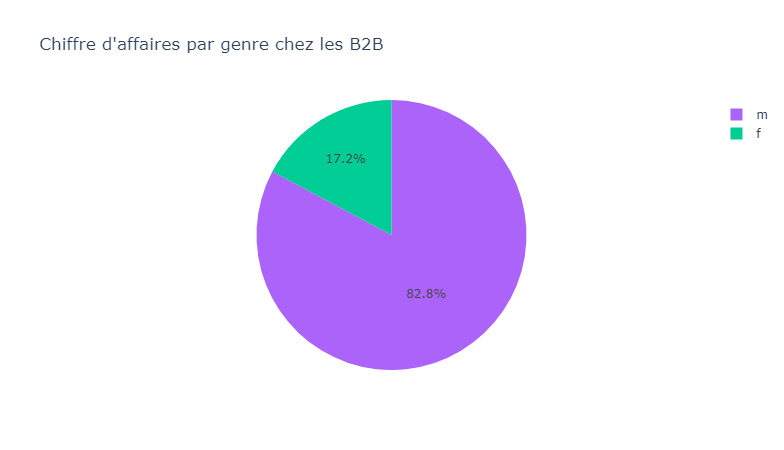 Chiffre d'affaires par genre chez les B2B
m
f
17.2%
82.8%